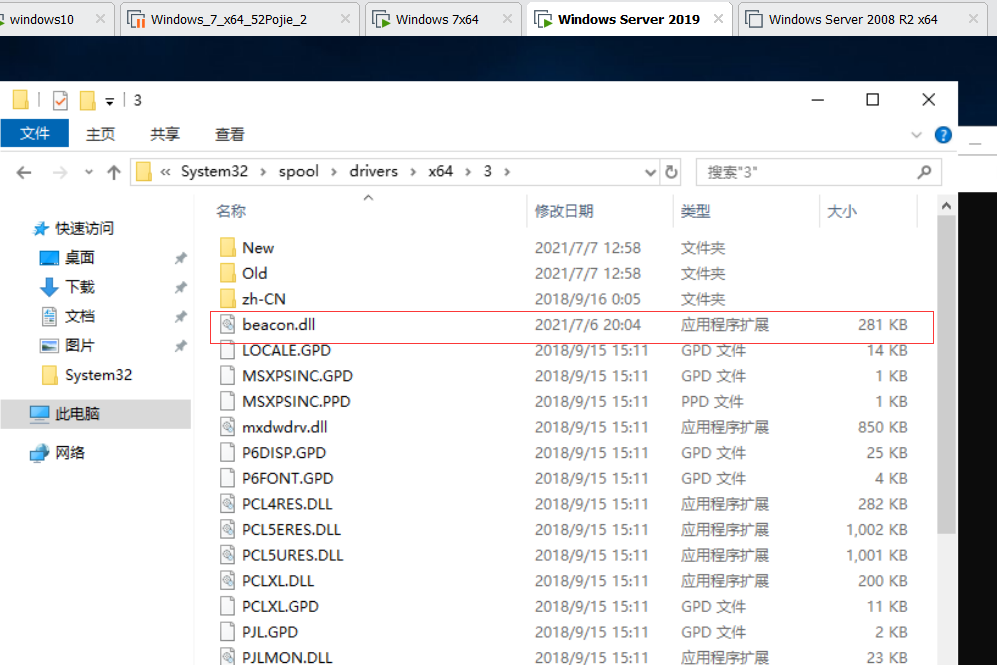 windows10 Windows_7_x64_52Pojie_2 Windows 7x64 Windows Server 2019 Windows Server 2008 R2 x64
3
文件 主页 共享 查看
« System32 › spool › drivers › x64 › 3 › 搜索"3"
名称 修改日期 类型 大小
快速访问
桌面
下载
文档
图片
System32
此电脑
网络
New 2021/7/7 12:58 文件夹
Old 2021/7/7 12:58 文件夹
zh-CN 2018/9/16 0:05 文件夹
beacon.dll 2021/7/6 20:04 应用程序扩展 281 KB
LOCALE.GPD 2018/9/15 15:11 GPD 文件 14 KB
MSXPSINC.GPD 2018/9/15 15:11 GPD 文件 1 KB
MSXPSINC.PPD 2018/9/15 15:11 PPD 文件 1 KB
mxdwdrv.dll 2018/9/15 15:11 应用程序扩展 850 KB
P6DISP.GPD 2018/9/15 15:11 GPD 文件 25 KB
P6FONT.GPD 2018/9/15 15:11 GPD 文件 4 KB
PCL4RES.DLL 2018/9/15 15:11 应用程序扩展 282 KB
PCL5ERES.DLL 2018/9/15 15:11 应用程序扩展 1,002 KB
PCL5URES.DLL 2018/9/15 15:11 应用程序扩展 1,001 KB
PCLXL.DLL 2018/9/15 15:11 应用程序扩展 200 KB
PCLXL.GPD 2018/9/15 15:11 GPD 文件 11 KB
PJL.GPD 2018/9/15 15:11 GPD 文件 2 KB
PJLMON.DLL 2018/9/15 15:11 应用程序扩展 23 KB